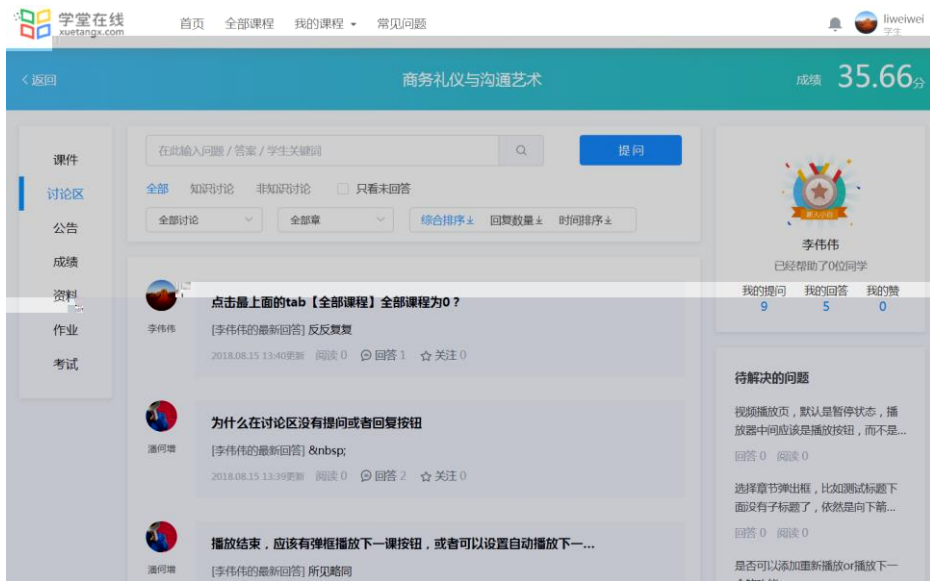 学堂在线
xuetangx.com
首页 全部课程 我的课程 常见问题
liweiwei
学生
<返回
商务礼仪与沟通艺术
成绩 35.66分
课件
讨论区
公告
成绩
资料
作业
考试
在此输入问题 / 答案 / 学生关键词
提问
全部 知识讨论 非知识讨论 只看未回答
全部讨论 全部章 综合排序 回复数量 时间排序
点击最上面的tab【全部课程】全部课程为0？
李伟伟
[李伟伟的最新回答] 反反复复
2018.08.15 13:40更新 阅读 0 回答 1 关注 0
为什么在讨论区没有提问或者回复按钮
潘何增
[李伟伟的最新回答] &nbsp;
2018.08.15 13:39更新 阅读 0 回答 2 关注 0
播放结束，应该有弹框播放下一课按钮，或者可以设置自动播放下一...
潘何增
[李伟伟的最新回答] 所见略同
李伟伟
已经帮助了0位同学
我的提问 我的回答 我的赞
9 5 0
待解决的问题
视频播放页，默认是暂停状态，播
放器中间应该是播放按钮，而不是...
回答 0 阅读 0
选择章节弹出框，比如测试标题下
面没有子标题了，依然是向下箭...
回答 0 阅读 0
是否可以添加重新播放or播放下一